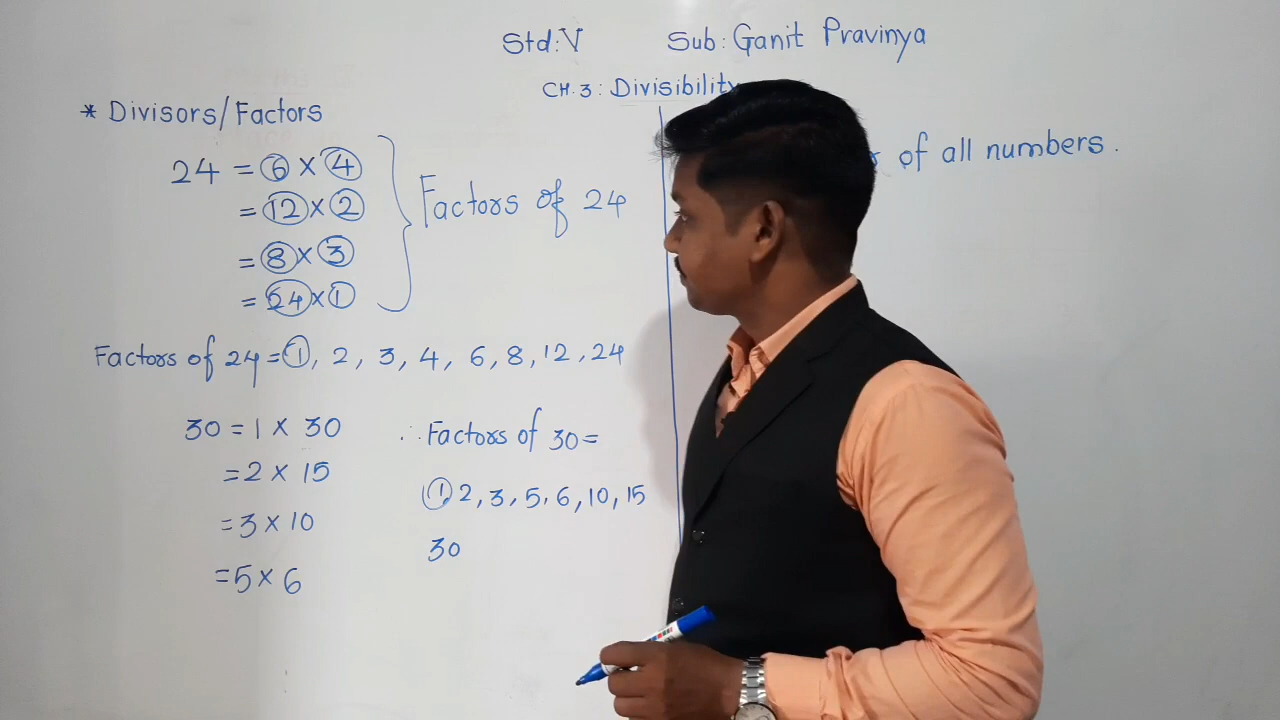 Std: V Sub: Ganit Pravinya
CH. 3: Divisibility
* Divisors/Factors
24 = 6 × 4
= 12 × 2
= 8 × 3
= 24 × 1
Factors of 24
Factors of 24 = 1, 2, 3, 4, 6, 8, 12, 24
30 = 1 × 30
= 2 × 15
= 3 × 10
= 5 × 6
∴ Factors of 30 =
1, 2, 3, 5, 6, 10, 15
30
of all numbers.